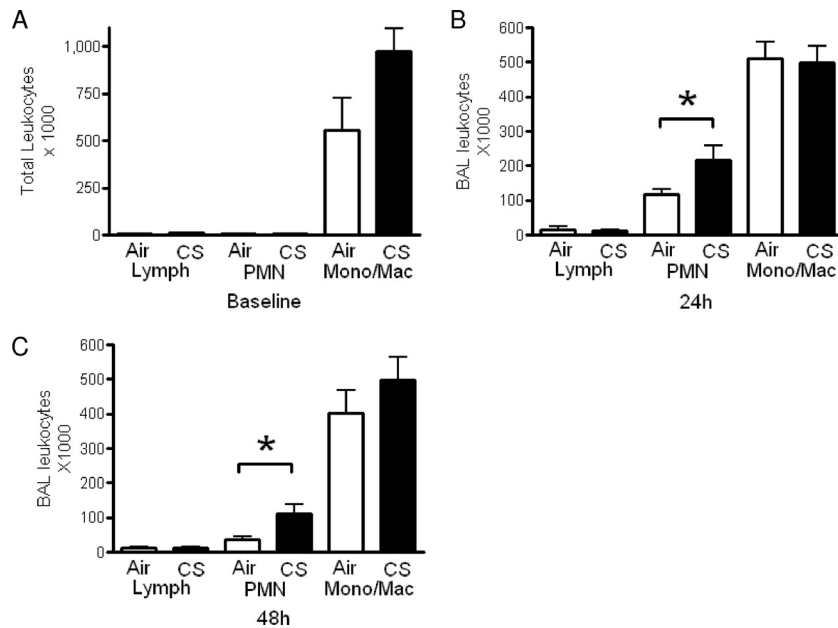 A
Total Leukocytes
x 1000
1,000
750
500
250
0
Air CS Air CS Air CS
Lymph PMN Mono/Mac
Baseline
B
BAL leukocytes
X1000
600
500
400
300
200
100
0
*
Air CS Air CS Air CS
Lymph PMN Mono/Mac
24h
C
BAL leukocytes
X1000
600
500
400
300
200
100
0
*
Air CS Air CS Air CS
Lymph PMN Mono/Mac
48h